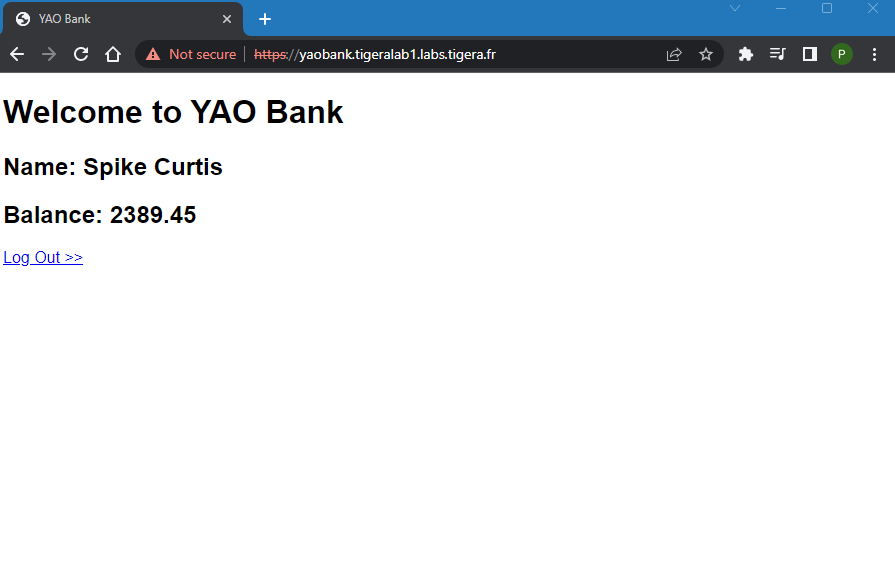 YAO Bank
Not secure https://yaobank.tigeralab1.labs.tigera.fr
P
Welcome to YAO Bank
Name: Spike Curtis
Balance: 2389.45
Log Out >>